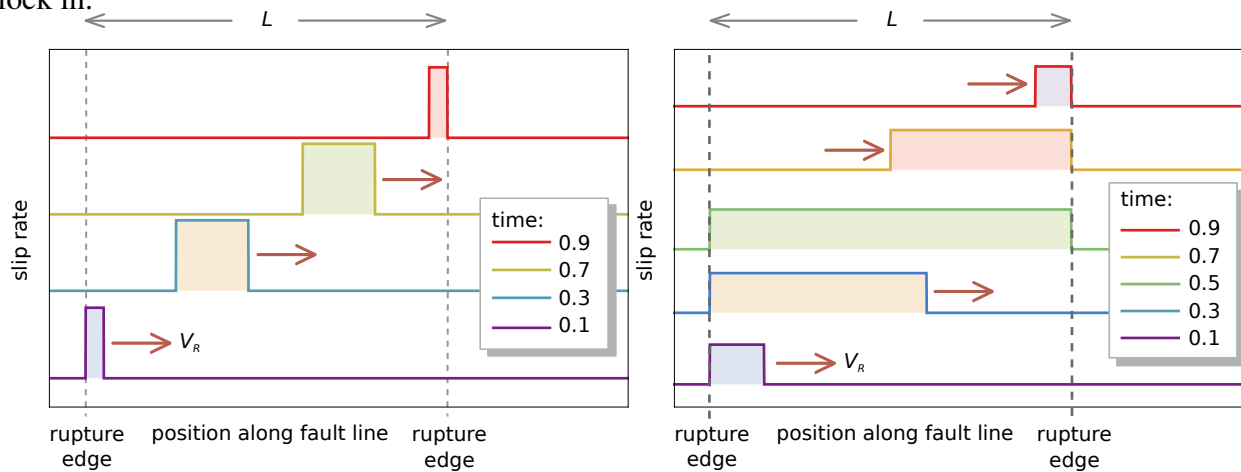 lock in.
L
slip rate
time:
0.9
0.7
0.3
0.1
V_R
rupture
edge
position along fault line
rupture
edge
L
slip rate
time:
0.9
0.7
0.5
0.3
0.1
V_R
rupture
edge
position along fault line
rupture
edge